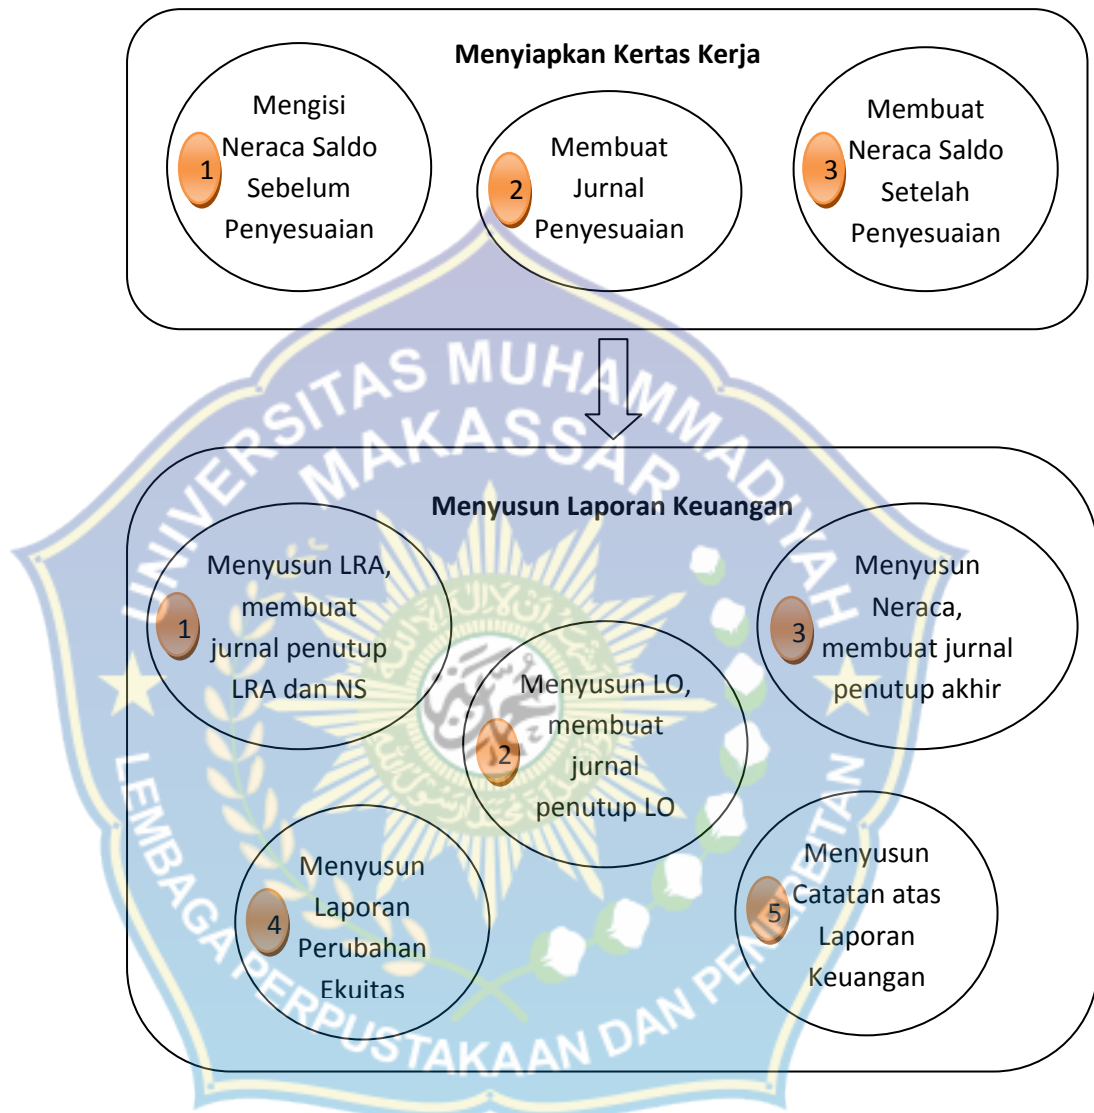 Menyiapkan Kertas Kerja
1
Mengisi
Neraca Saldo
Sebelum
Penyesuaian
2
Membuat
Jurnal
Penyesuaian
3
Membuat
Neraca Saldo
Setelah
Penyesuaian
Menyusun Laporan Keuangan
1
Menyusun LRA,
membuat
jurnal penutup
LRA dan NS
2
Menyusun LO,
membuat
jurnal
penutup LO
3
Menyusun
Neraca,
membuat jurnal
penutup akhir
4
Menyusun
Laporan
Perubahan
Ekuitas
5
Menyusun
Catatan atas
Laporan
Keuangan
UNIVERSITAS MUHAMMADIYAH
MAKASSAR
LEMBAGA PERPUSTAKAAN DAN PENERBITAN